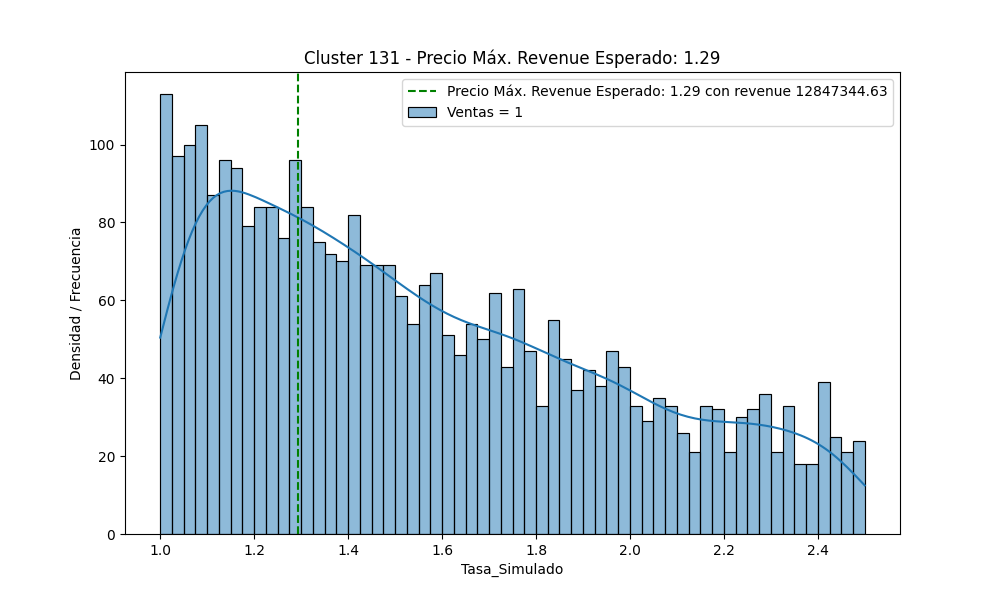 Cluster 131 - Precio Máx. Revenue Esperado: 1.29
Precio Máx. Revenue Esperado: 1.29 con revenue 12847344.63
Ventas = 1
Densidad / Frecuencia
100
80
60
40
20
0
1.0 1.2 1.4 1.6 1.8 2.0 2.2 2.4
Tasa_Simulado